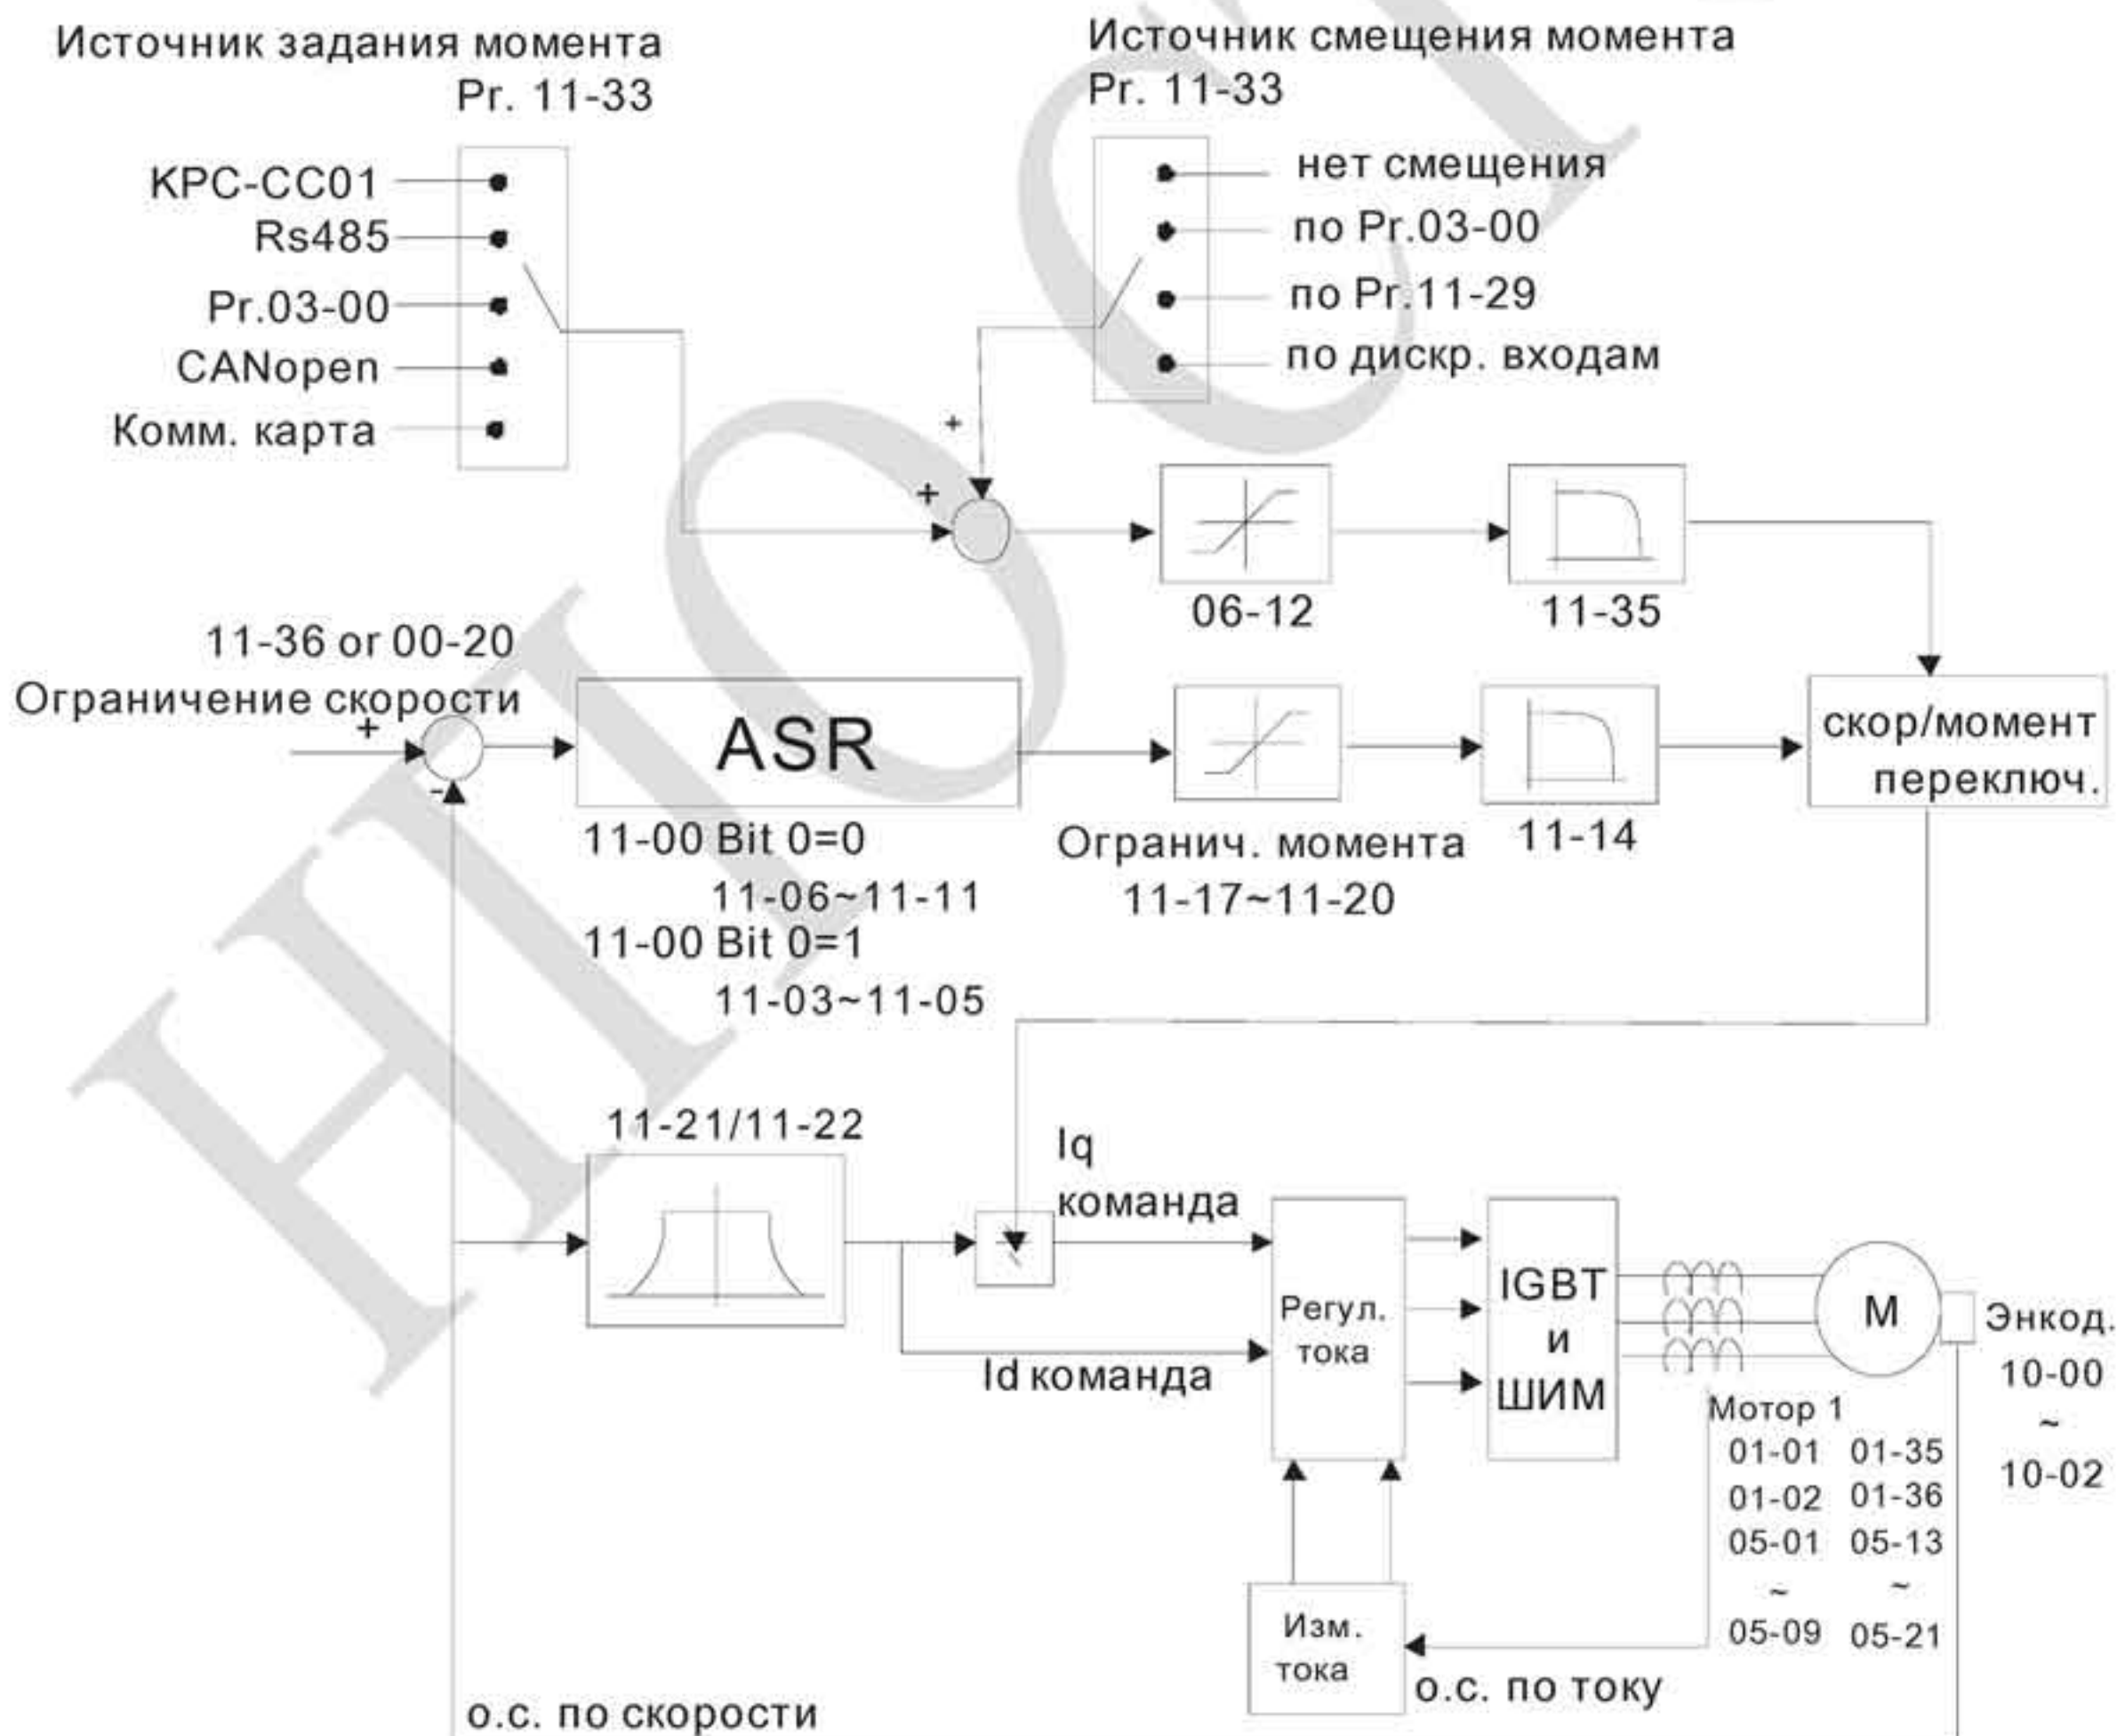 Источник задания момента
Pr. 11-33
KPC-CC01
Rs485
Pr.03-00
CANopen
Комм. карта
Источник смещения момента
Pr. 11-33
нет смещения
по Pr.03-00
по Pr.11-29
по дискр. входам
+
+
06-12
11-35
11-36 or 00-20
Ограничение скорости
+
-
ASR
11-00 Bit 0=0
11-06~11-11
11-00 Bit 0=1
11-03~11-05
Огранич. момента
11-17~11-20
11-14
скор/момент
переключ.
11-21/11-22
Iq
команда
Id команда
Регул.
тока
IGBT
и
ШИМ
M
Энкод.
10-00
~
10-02
Мотор 1
01-01 01-35
01-02 01-36
05-01 05-13
~ ~
05-09 05-21
Изм.
тока
о.с. по току
о.с. по скорости